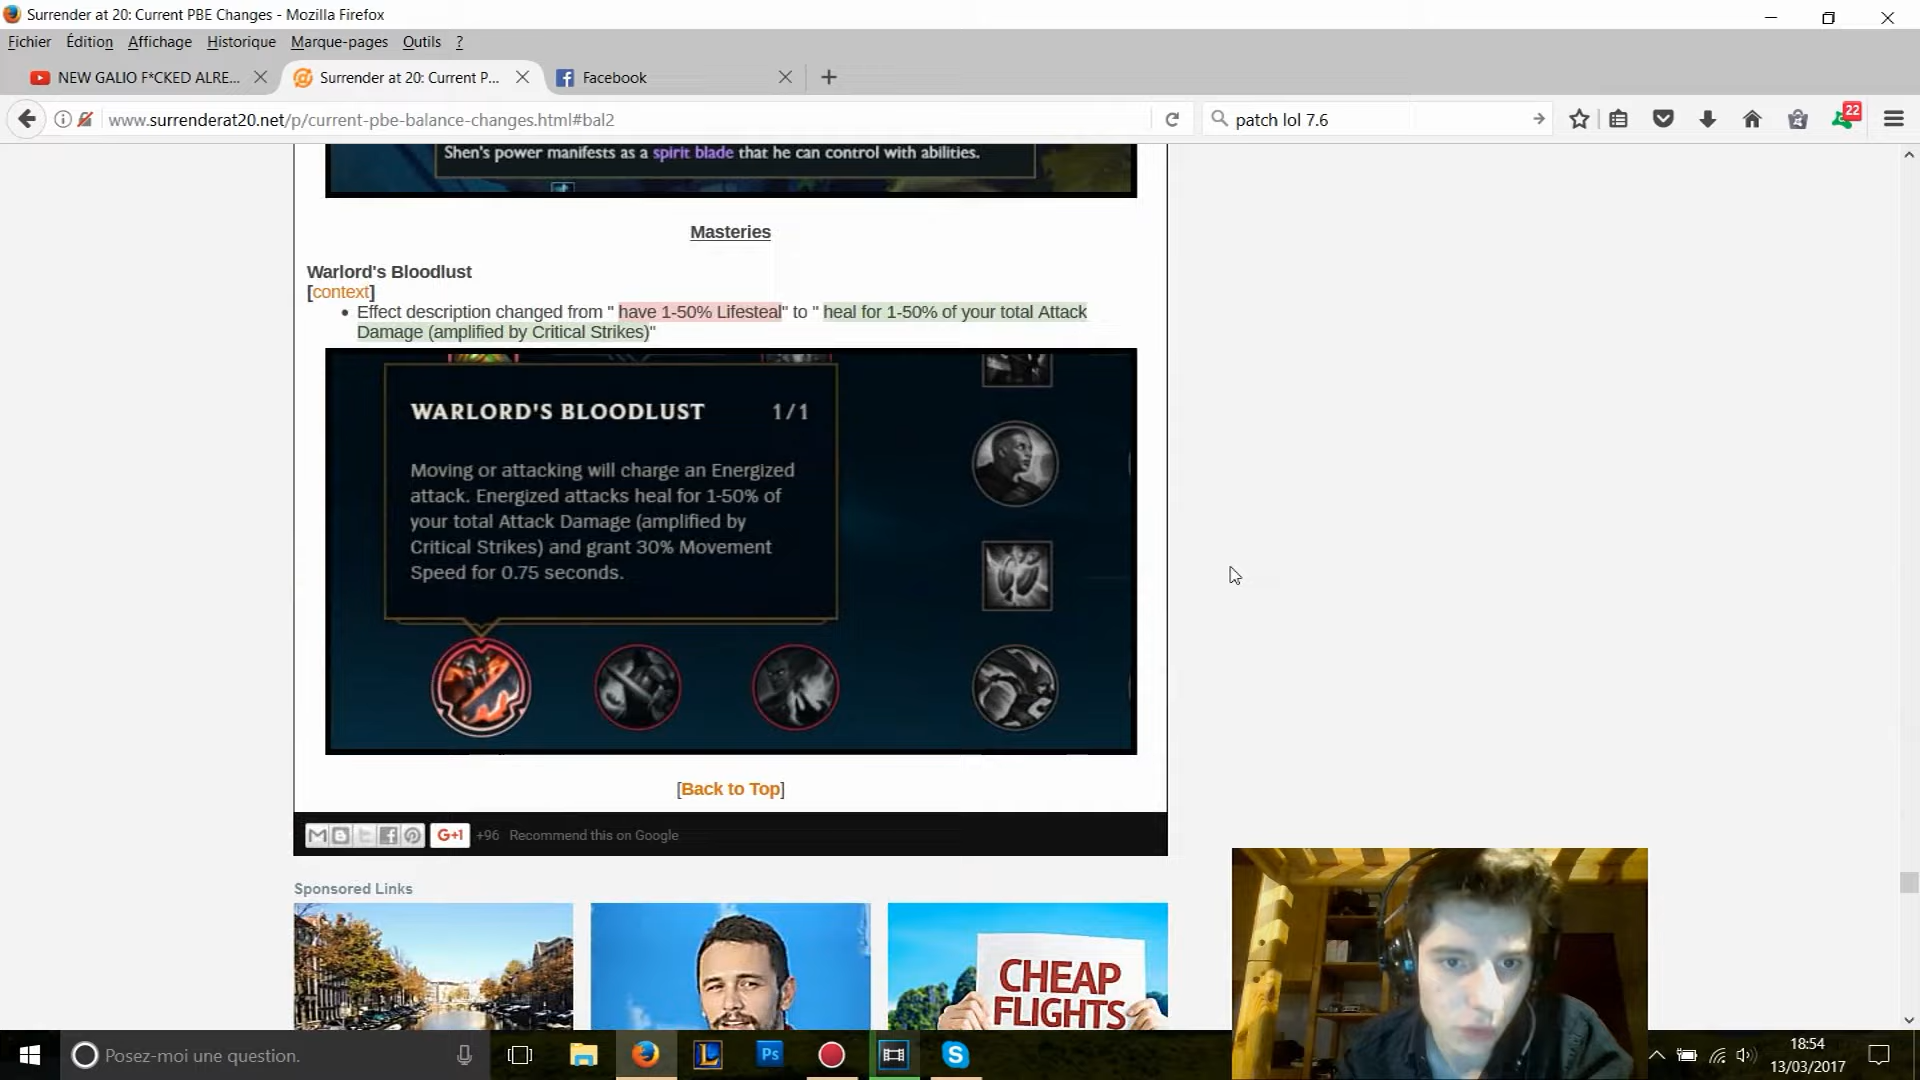 Surrender at 20: Current PBE Changes - Mozilla Firefox
Fichier Édition Affichage Historique Marque-pages Outils ?
NEW GALIO F*CKED ALRE...
Surrender at 20: Current P...
Facebook
www.surrenderat20.net/p/current-pbe-balance-changes.html#bal2
patch lol 7.6
22
Shen's power manifests as a spirit blade that he can control with abilities.
Masteries
Warlord's Bloodlust
[context]
Effect description changed from " have 1-50% Lifesteal" to " heal for 1-50% of your total Attack
Damage (amplified by Critical Strikes)"
WARLORD'S BLOODLUST 1/1
Moving or attacking will charge an Energized
attack. Energized attacks heal for 1-50% of
your total Attack Damage (amplified by
Critical Strikes) and grant 30% Movement
Speed for 0.75 seconds.
[Back to Top]
G+1 +96 Recommend this on Google
Sponsored Links
CHEAP
FLIGHTS
Posez-moi une question.
Ps
18:54
13/03/2017